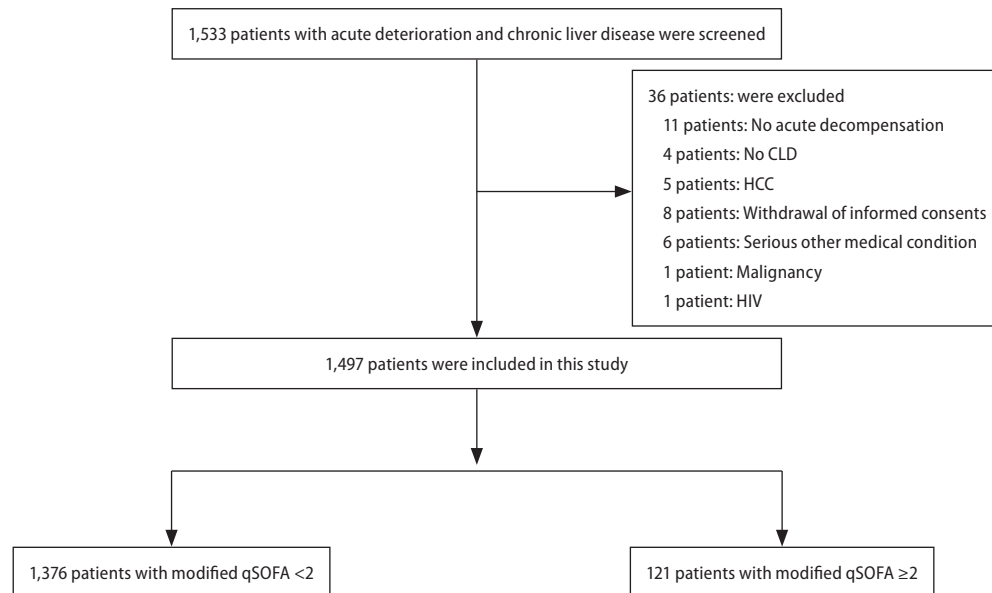 1,533 patients with acute deterioration and chronic liver disease were screened
36 patients: were excluded
11 patients: No acute decompensation
4 patients: No CLD
5 patients: HCC
8 patients: Withdrawal of informed consents
6 patients: Serious other medical condition
1 patient: Malignancy
1 patient: HIV
1,497 patients were included in this study
1,376 patients with modified qSOFA <2
121 patients with modified qSOFA ≥2